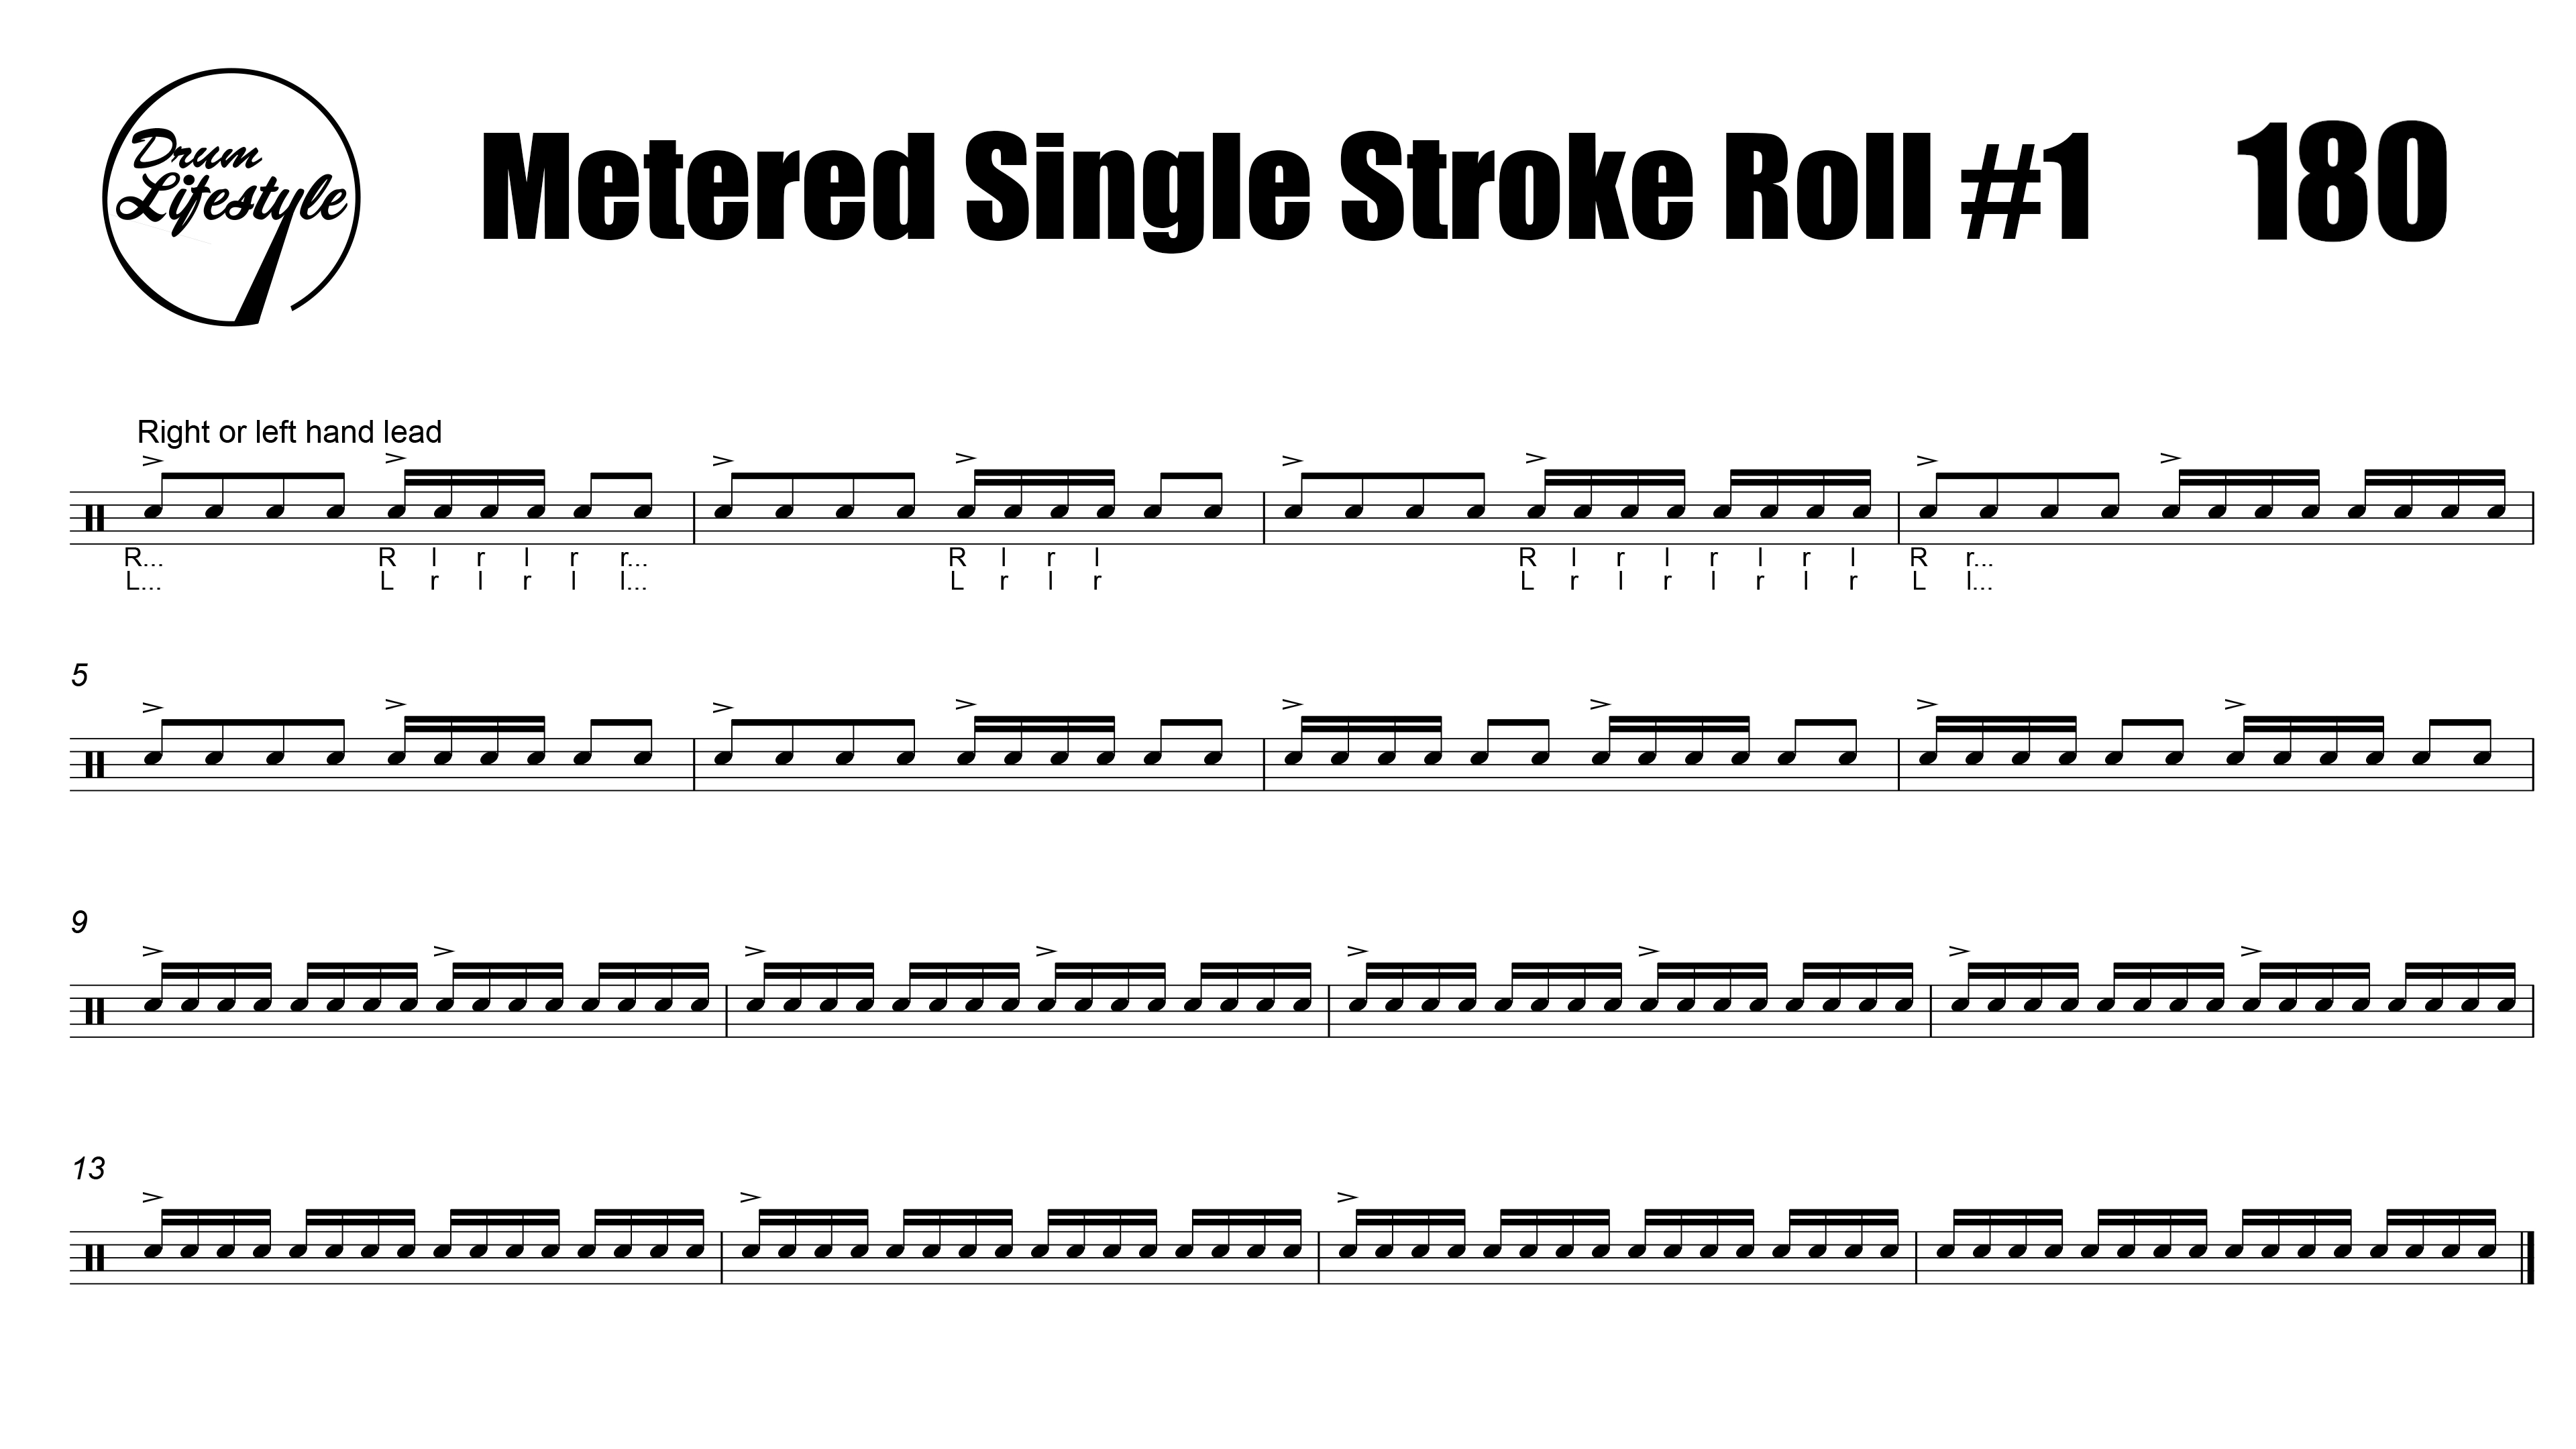 Drum
Lifestyle
Metered Single Stroke Roll #1 180
Right or left hand lead
R... R l r l r r... R l r l R l r l r l r l R r...
L... L r l r l l... L r l r L r l r l r l r L l...
5
9
13